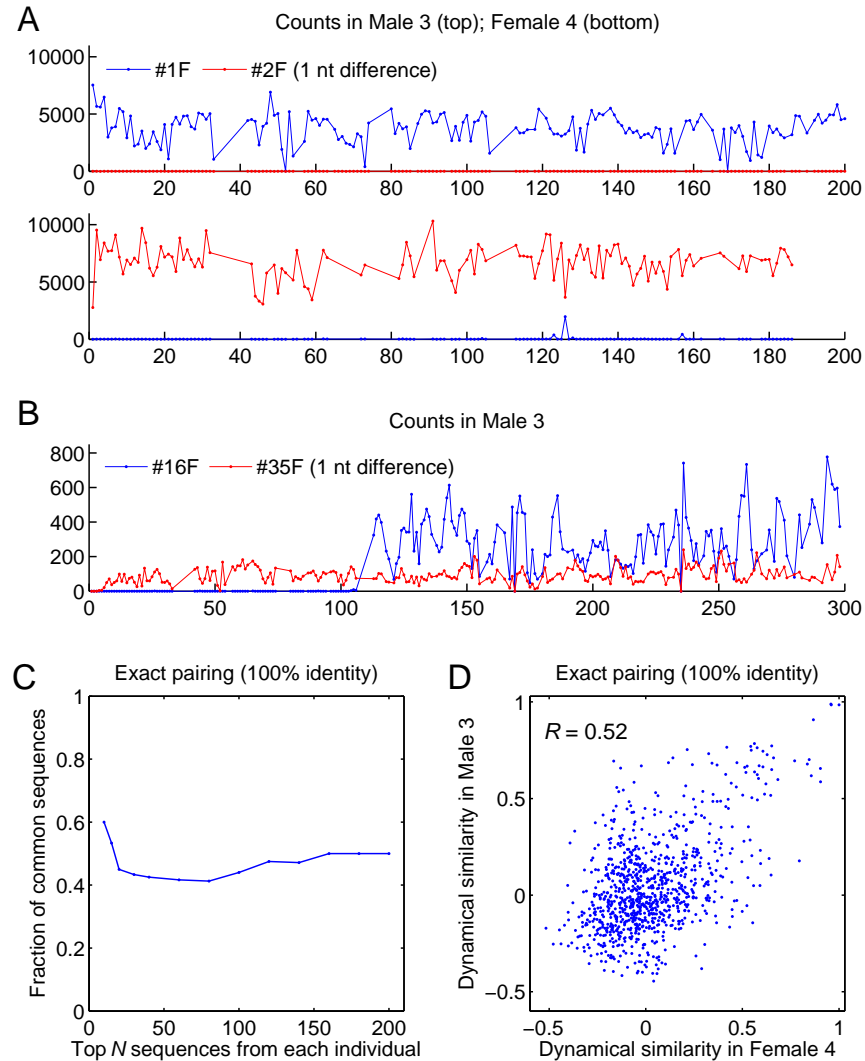 A
Counts in Male 3 (top); Female 4 (bottom)
#1F #2F (1 nt difference)
10000
5000
0
0 20 40 60 80 100 120 140 160 180 200
10000
5000
0
0 20 40 60 80 100 120 140 160 180 200
B
Counts in Male 3
#16F #35F (1 nt difference)
800
600
400
200
0
0 50 100 150 200 250 300
C
Exact pairing (100% identity)
Fraction of common sequences
1
0.8
0.6
0.4
0.2
0
0 40 80 120 160 200
Top N sequences from each individual
D
Exact pairing (100% identity)
R = 0.52
Dynamical similarity in Male 3
1
0.5
0
−0.5
−0.5 0 0.5 1
Dynamical similarity in Female 4